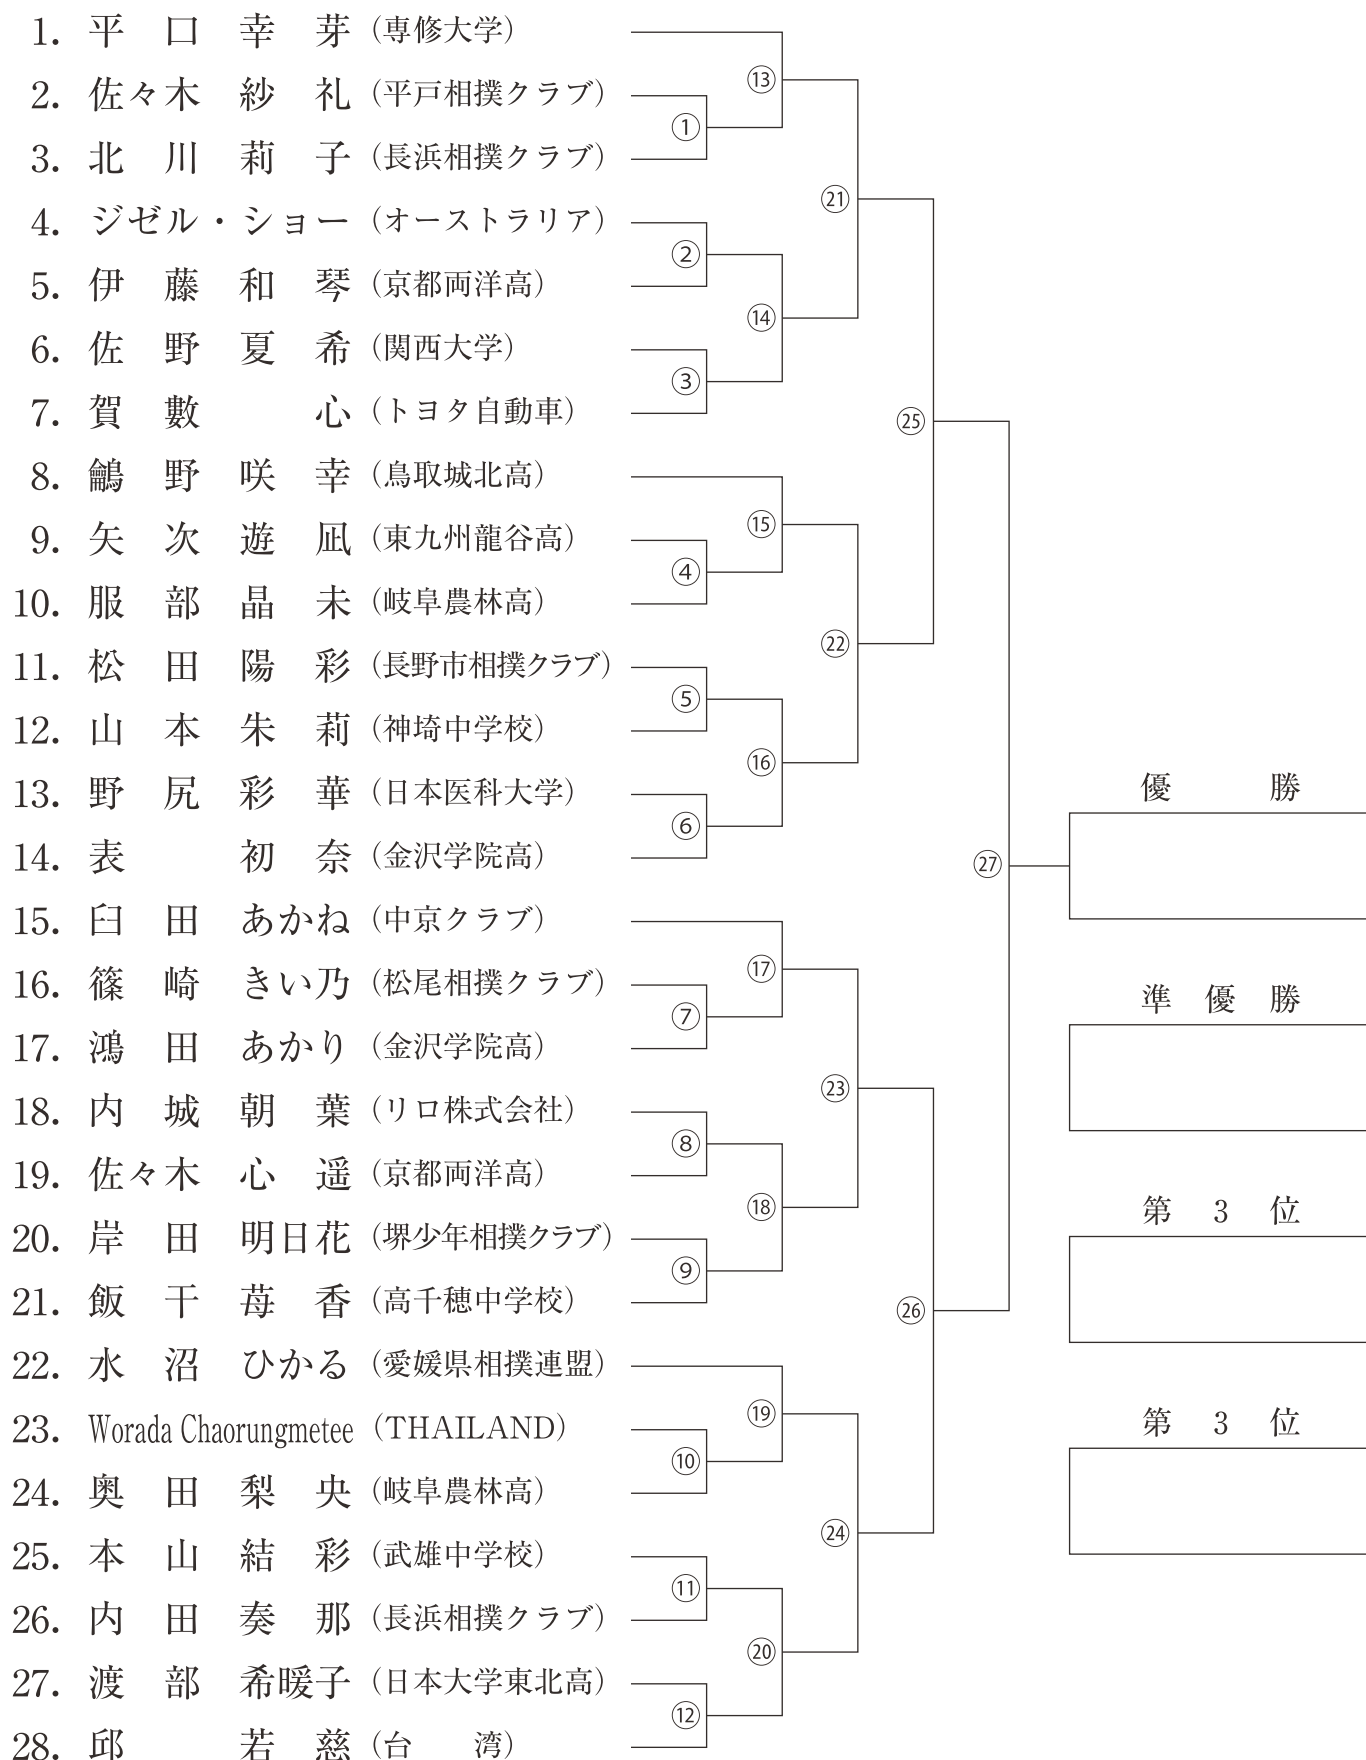 1. 平口幸芽（専修大学）
2. 佐々木紗礼（平戸相撲クラブ）
3. 北川莉子（長浜相撲クラブ）
4. ジゼル・ショー（オーストラリア）
5. 伊藤和琴（京都両洋高）
6. 佐野夏希（関西大学）
7. 賀數心（トヨタ自動車）
8. 鷭野咲幸（鳥取城北高）
9. 矢次遊凪（東九州龍谷高）
10. 服部晶未（岐阜農林高）
11. 松田陽彩（長野市相撲クラブ）
12. 山本朱莉（神埼中学校）
13. 野尻彩華（日本医科大学）
14. 表初奈（金沢学院高）
15. 臼田あかね（中京クラブ）
16. 篠崎きい乃（松尾相撲クラブ）
17. 鴻田あかり（金沢学院高）
18. 内城朝葉（リロ株式会社）
19. 佐々木心遥（京都両洋高）
20. 岸田明日花（堺少年相撲クラブ）
21. 飯干苺香（高千穂中学校）
22. 水沼ひかる（愛媛県相撲連盟）
23. Worada Chaorungmetee（THAILAND）
24. 奥田梨央（岐阜農林高）
25. 本山結彩（武雄中学校）
26. 内田奏那（長浜相撲クラブ）
27. 渡部希暖子（日本大学東北高）
28. 邱若慈（台湾）
①
②
③
④
⑤
⑥
⑦
⑧
⑨
⑩
⑪
⑫
⑬
⑭
⑮
⑯
⑰
⑱
⑲
⑳
㉑
㉒
㉓
㉔
㉕
㉖
㉗
優勝
準優勝
第3位
第3位